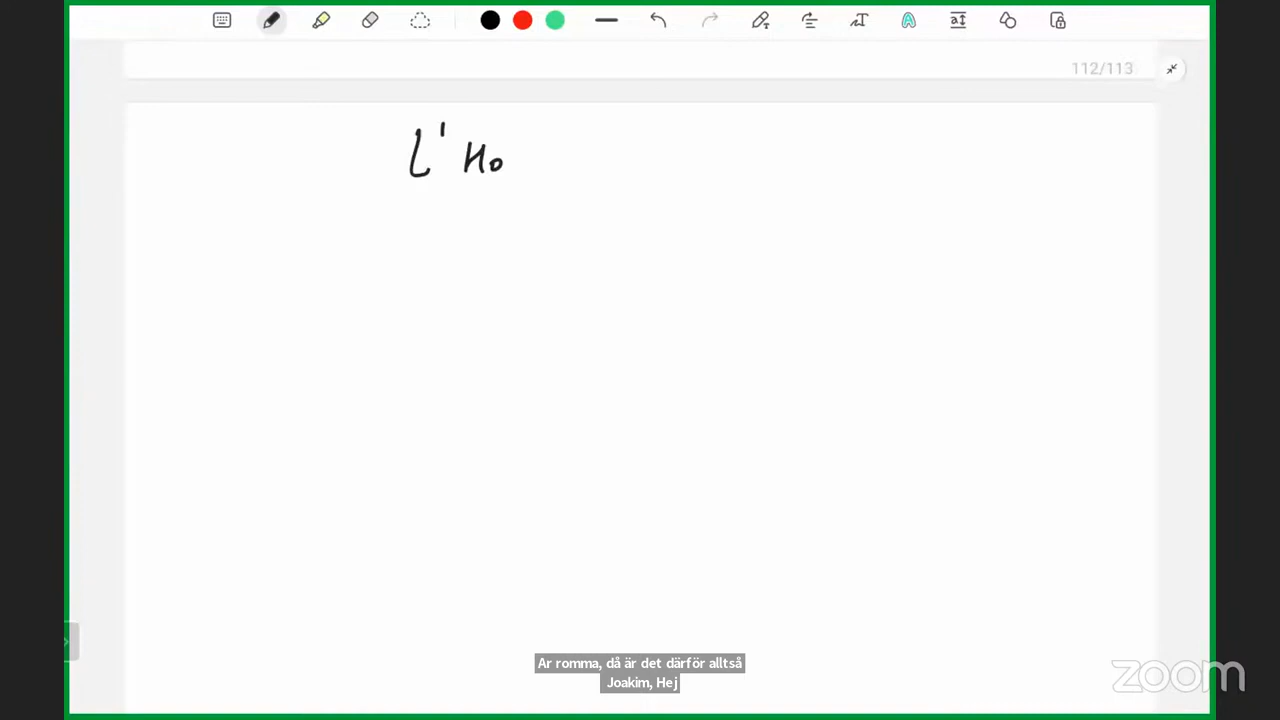 112/113
L' Ho
Ar romma, då är det därför alltså
Joakim, Hej
zoom